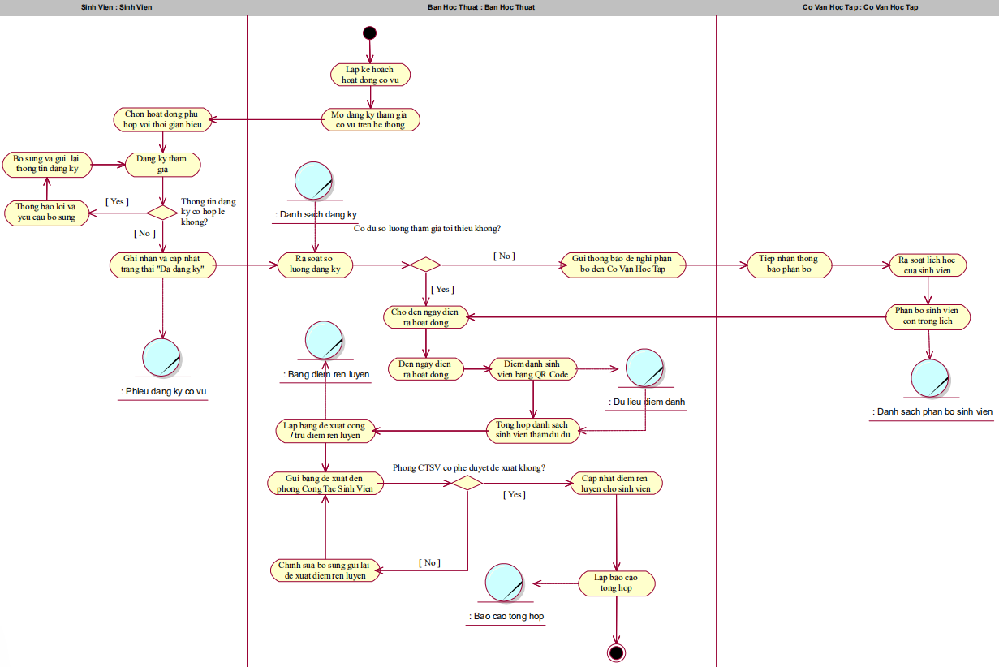 Sinh Vien : Sinh Vien
Ban Hoc Thuat : Ban Hoc Thuat
Co Van Hoc Tap : Co Van Hoc Tap
Lap ke hoach
hoat dong co vu
Mo dang ky tham gia
co vu tren he thong
Chon hoat dong phu
hop voi thoi gian bieu
Bo sung va gui lai
thong tin dang ky
Dang ky tham
gia
Thong bao loi va
yeu cau bo sung
[ Yes ]
Thong tin dang
ky co hop le
khong?
[ No ]
: Danh sach dang ky
Co du so luong tham gia toi thieu khong?
Ghi nhan va cap nhat
trang thai "Da dang ky"
Ra soat so
luong dang ky
[ No ]
Gui thong bao de nghi phan
bo den Co Van Hoc Tap
Tiep nhan thong
bao phan bo
Ra soat lich hoc
cua sinh vien
[ Yes ]
Cho den ngay dien
ra hoat dong
Phan bo sinh vien
con trong lich
: Phieu dang ky co vu
: Bang diem ren luyen
Den ngay dien
ra hoat dong
Diem danh sinh
vien bang QR Code
: Du lieu diem danh
: Danh sach phan bo sinh vien
Lap bang de xuat cong
/ tru diem ren luyen
Tong hop danh sach
sinh vien tham du du
Gui bang de xuat den
phong Cong Tac Sinh Vien
Phong CTSV co phe duyet de xuat khong?
[ Yes ]
Cap nhat diem ren
luyen cho sinh vien
Chinh sua bo sung gui lai
de xuat diem ren luyen
[ No ]
Lap bao cao
tong hop
: Bao cao tong hop